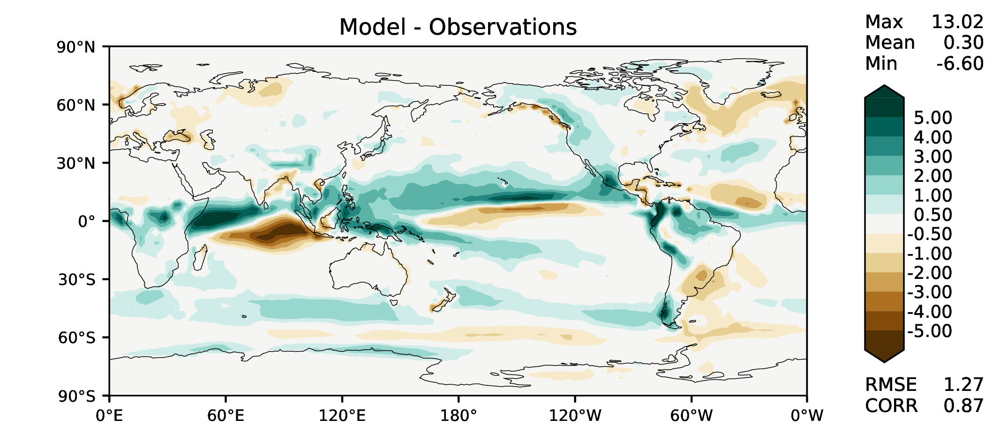 Model - Observations
Max 13.02
Mean 0.30
Min -6.60
90°N
60°N
30°N
0°
30°S
60°S
90°S
0°E 60°E 120°E 180° 120°W 60°W 0°W
5.00
4.00
3.00
2.00
1.00
0.50
-0.50
-1.00
-2.00
-3.00
-4.00
-5.00
RMSE 1.27
CORR 0.87